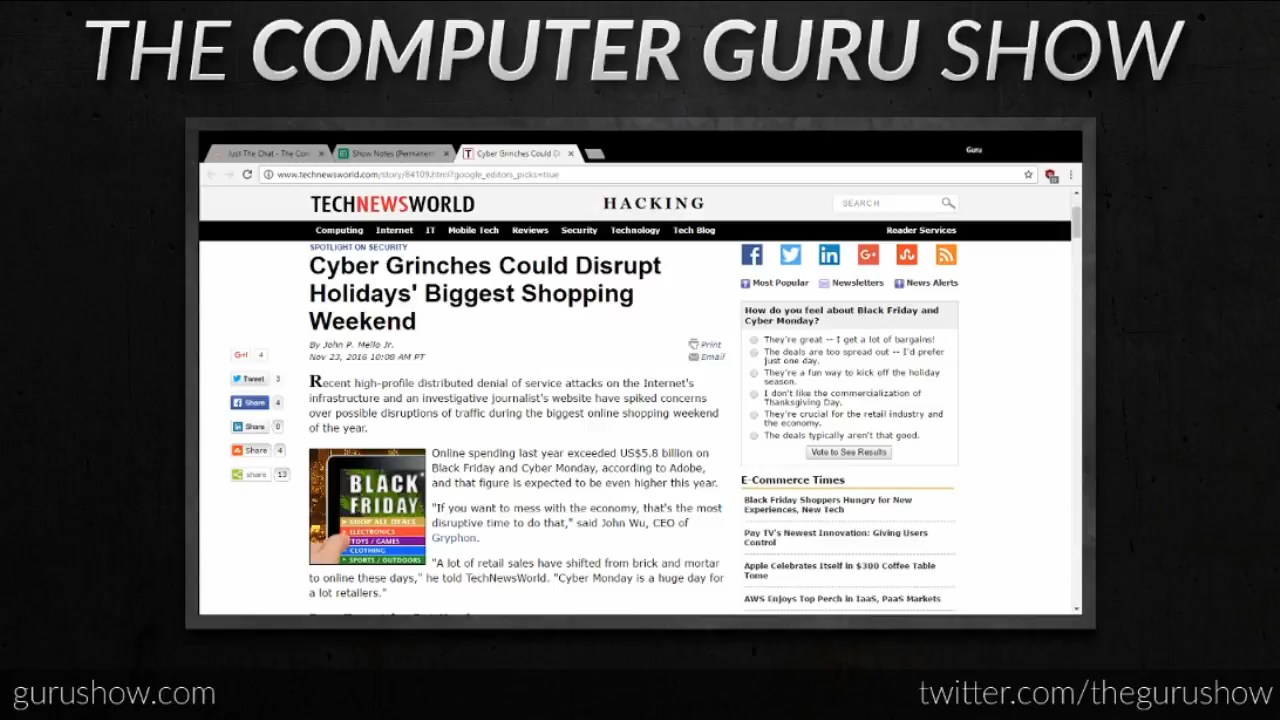 THE COMPUTER GURU SHOW
Just The Chat - The Con
Show Notes (Permanent
Cyber Grinches Could Di
Guru
www.technewsworld.com/story/84109.html?google_editors_picks=true
TECHNEWSWORLD
HACKING
SEARCH
Computing Internet IT Mobile Tech Reviews Security Technology Tech Blog Reader Services
SPOTLIGHT ON SECURITY
Cyber Grinches Could Disrupt
Holidays' Biggest Shopping
Weekend
By John P. Mello Jr.
Nov 23, 2016 10:08 AM PT
Print
Email
G+1 4
Tweet 3
Share 4
Share 0
Share 4
share 13
Recent high-profile distributed denial of service attacks on the Internet's
infrastructure and an investigative journalist's website have spiked concerns
over possible disruptions of traffic during the biggest online shopping weekend
of the year.
BLACK
FRIDAY
SHOP ALL DEALS
ELECTRONICS
TOYS / GAMES
CLOTHING
SPORTS / OUTDOORS
Online spending last year exceeded US$5.8 billion on
Black Friday and Cyber Monday, according to Adobe,
and that figure is expected to be even higher this year.
"If you want to mess with the economy, that's the most
disruptive time to do that," said John Wu, CEO of
Gryphon.
"A lot of retail sales have shifted from brick and mortar
to online these days," he told TechNewsWorld. "Cyber Monday is a huge day for
a lot retailers."
Most Popular Newsletters News Alerts
How do you feel about Black Friday and
Cyber Monday?
They're great -- I get a lot of bargains!
The deals are too spread out -- I'd prefer
just one day.
They're a fun way to kick off the holiday
season.
I don't like the commercialization of
Thanksgiving Day.
They're crucial for the retail industry and
the economy.
The deals typically aren't that good.
Vote to See Results
E-Commerce Times
Black Friday Shoppers Hungry for New
Experiences, New Tech
Pay TV's Newest Innovation: Giving Users
Control
Apple Celebrates Itself in $300 Coffee Table
Tome
AWS Enjoys Top Perch in IaaS, PaaS Markets
gurushow.com
twitter.com/thegurushow